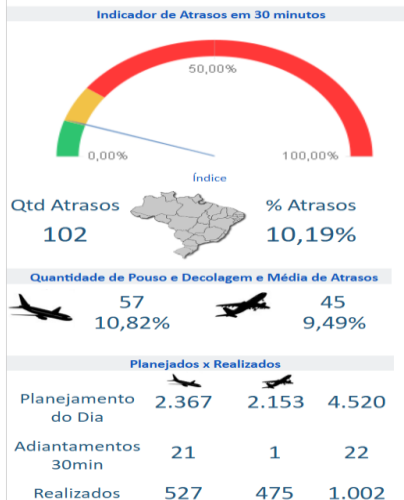 Indicador de Atrasos em 30 minutos
50,00%
0,00%
100,00%
Índice
Qtd Atrasos
% Atrasos
102
10,19%
Quantidade de Pouso e Decolagem e Média de Atrasos
57
45
10,82%
9,49%
Planejados x Realizados
Planejamento
do Dia
2.367
2.153
4.520
Adiantamentos
30min
21
1
22
Realizados
527
475
1.002